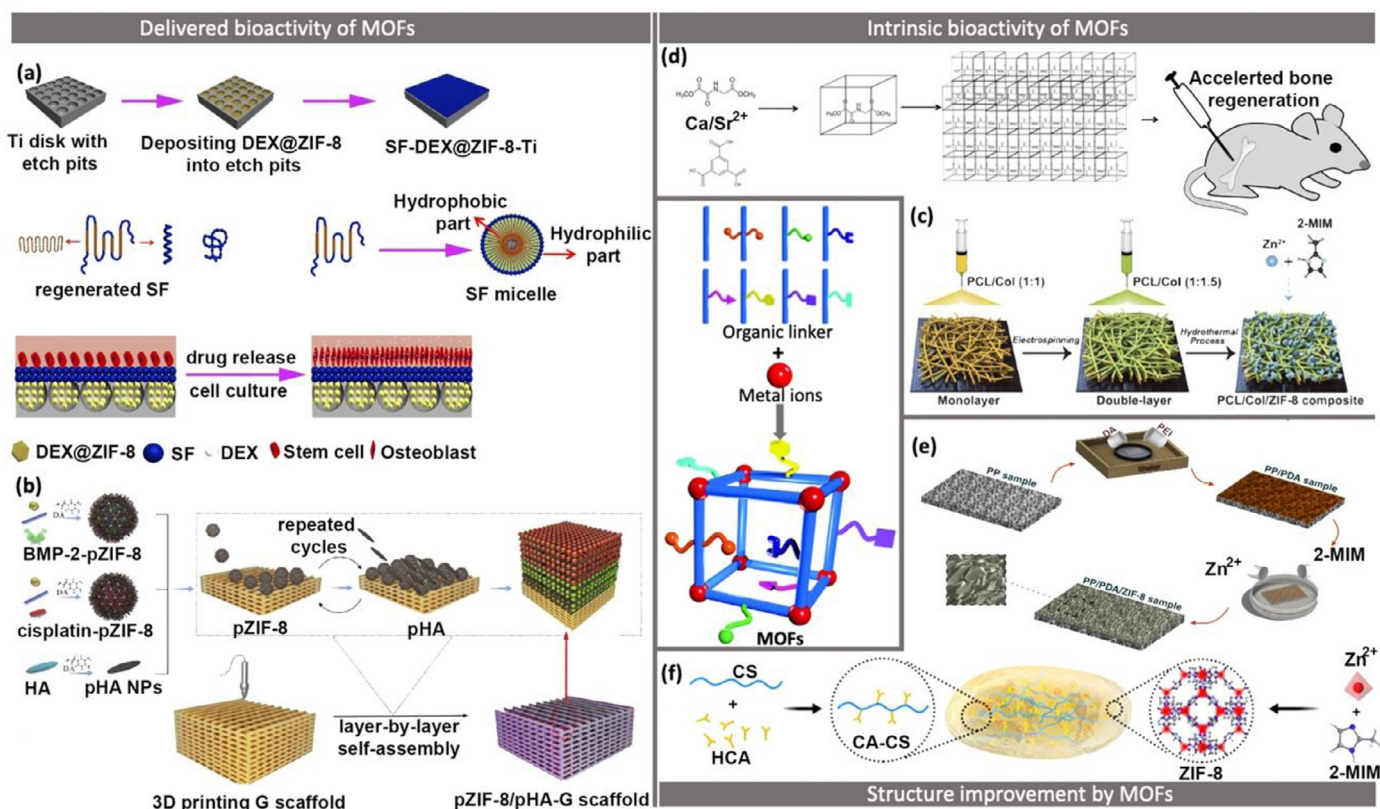 Delivered bioactivity of MOFs
(a)
Ti disk with
etch pits
Depositing DEX@ZIF-8
into etch pits
SF-DEX@ZIF-8-Ti
Hydrophobic
part
Hydrophilic
part
regenerated SF
SF micelle
drug release
cell culture
DEX@ZIF-8
SF
DEX
Stem cell
Osteoblast
(b)
DA
BMP-2-pZIF-8
DA
cisplatin-pZIF-8
DA
HA
pHA NPs
repeated
cycles
pZIF-8
pHA
layer-by-layer
self-assembly
3D printing G scaffold
pZIF-8/pHA-G scaffold
Intrinsic bioactivity of MOFs
(d)
Ca/Sr2+
Accelerted bone
regeneration
Organic linker
+
Metal ions
MOFs
(c)
PCL/Col (1:1)
PCL/Col (1:1.5)
2-MIM
Zn2+
+
Electrospinning
Hydrothermal
Process
Monolayer
Double-layer
PCL/Col/ZIF-8 composite
(e)
PP sample
DA
PEI
PP/PDA sample
2-MIM
Zn2+
PP/PDA/ZIF-8 sample
(f)
CS
+
HCA
CA-CS
ZIF-8
Zn2+
+
2-MIM
Structure improvement by MOFs